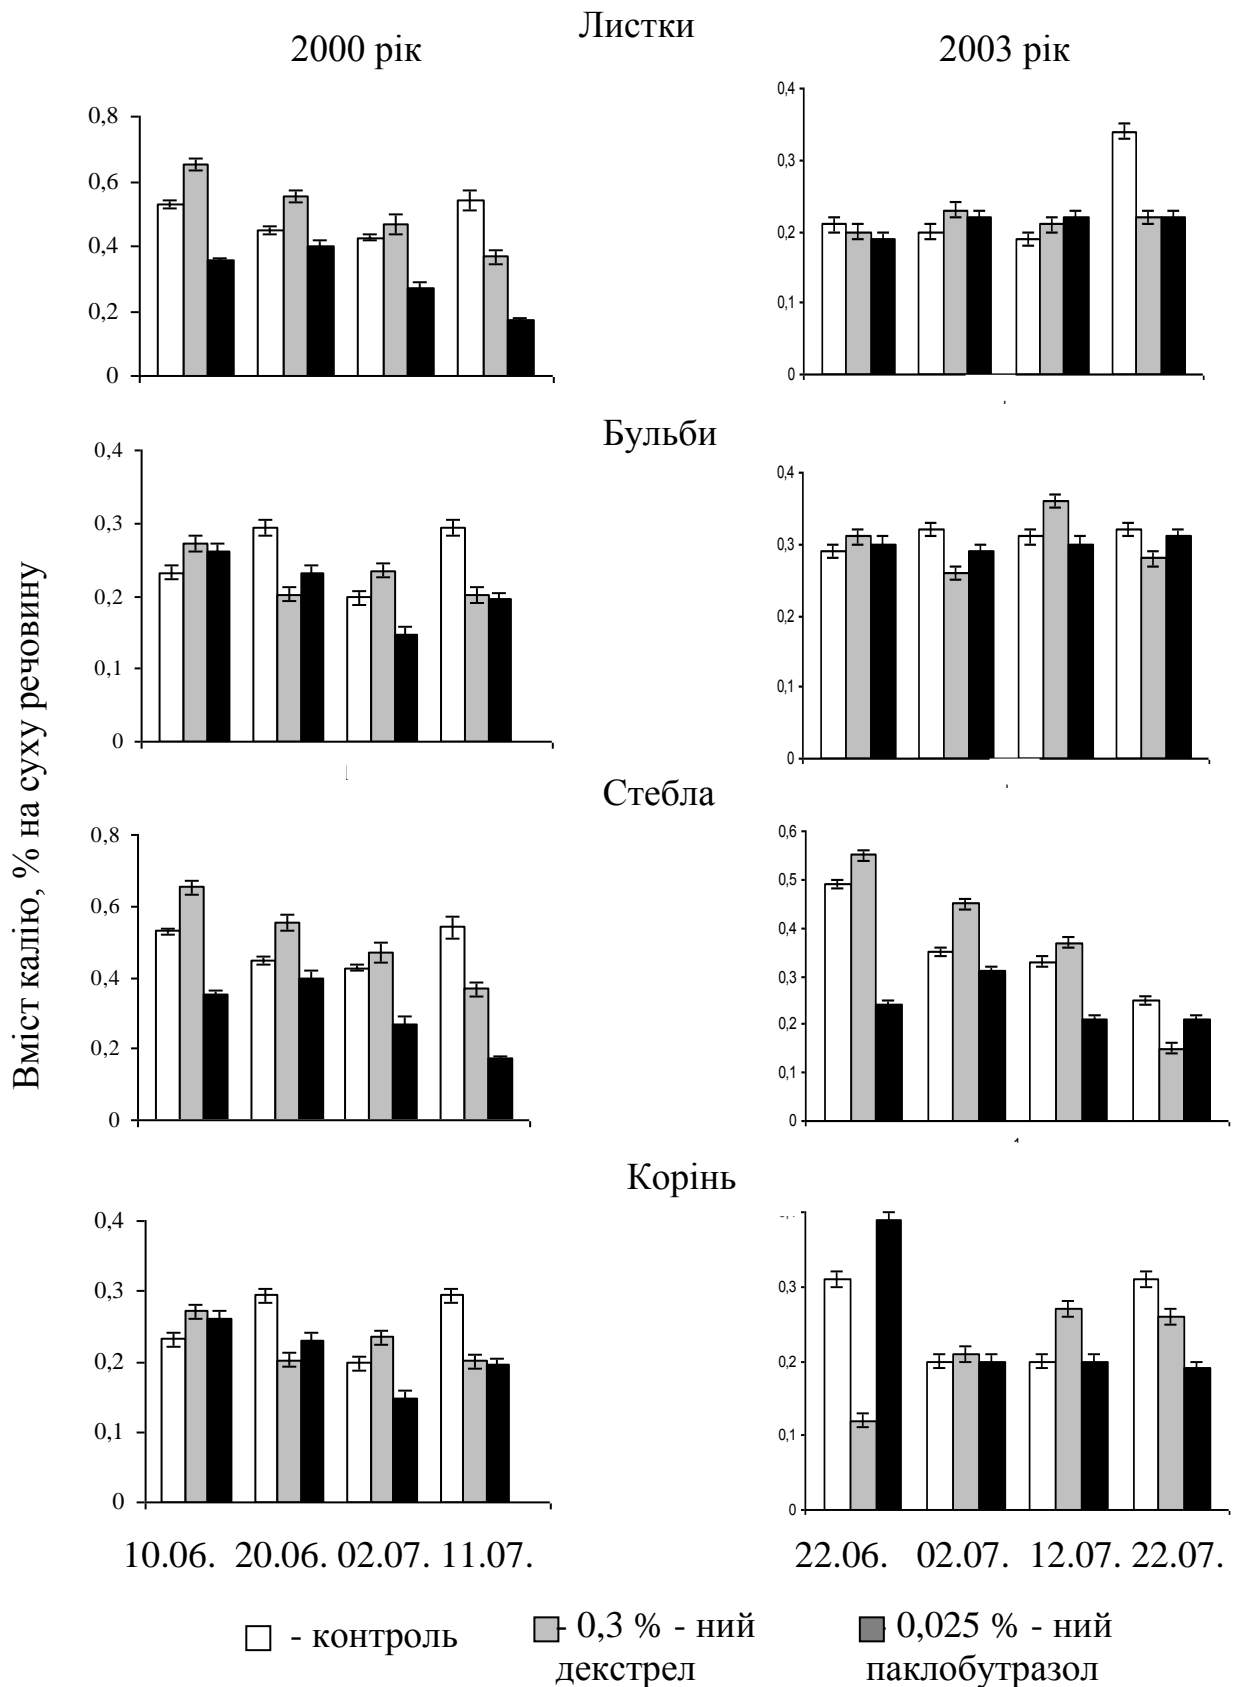 Листки
2000 рік
2003 рік
0,8
0,6
0,4
0,2
0
0,4
0,3
0,2
0,1
0
Бульби
0,4
0,3
0,2
0,1
0
0,4
0,3
0,2
0,1
0
Вміст калію, % на суху речовину
Стебла
0,8
0,6
0,4
0,2
0
0,6
0,5
0,4
0,3
0,2
0,1
0
Корінь
0,4
0,3
0,2
0,1
0
0,3
0,2
0,1
0
10.06. 20.06. 02.07. 11.07.
22.06. 02.07. 12.07. 22.07.
- контроль
- 0,3 % - ний
декстрел
0,025 % - ний
паклобутразол